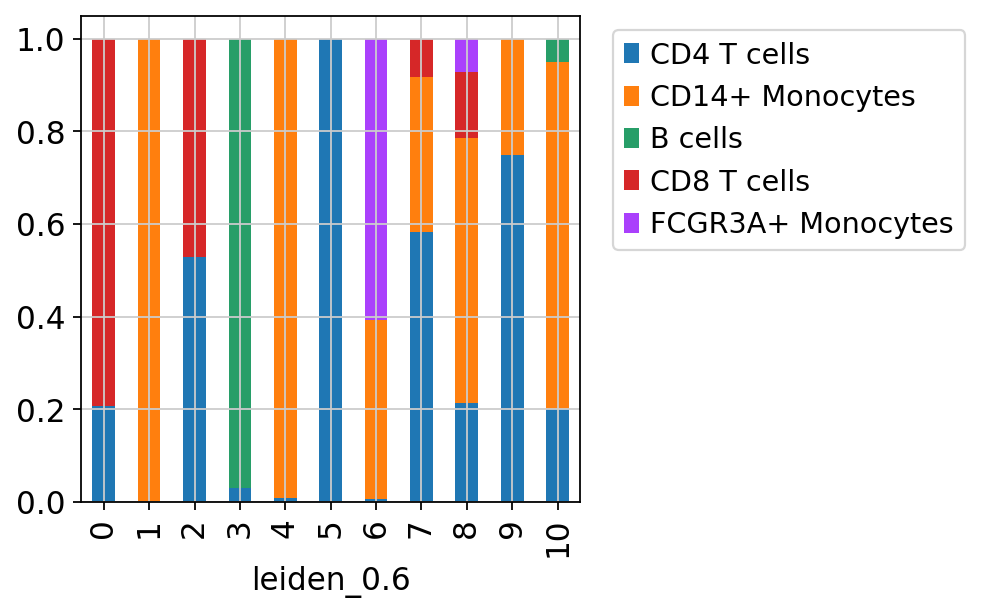 1.0
0.8
0.6
0.4
0.2
0.0
0 1 2 3 4 5 6 7 8 9 10
leiden_0.6
CD4 T cells
CD14+ Monocytes
B cells
CD8 T cells
FCGR3A+ Monocytes